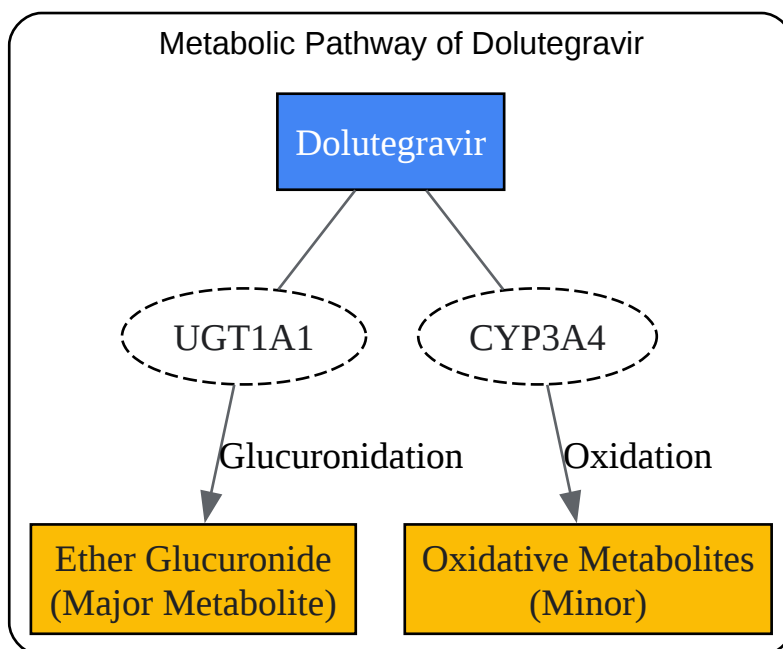 Metabolic Pathway of Dolutegravir
Dolutegravir
UGT1A1
CYP3A4
Glucuronidation
Oxidation
Ether Glucuronide
(Major Metabolite)
Oxidative Metabolites
(Minor)